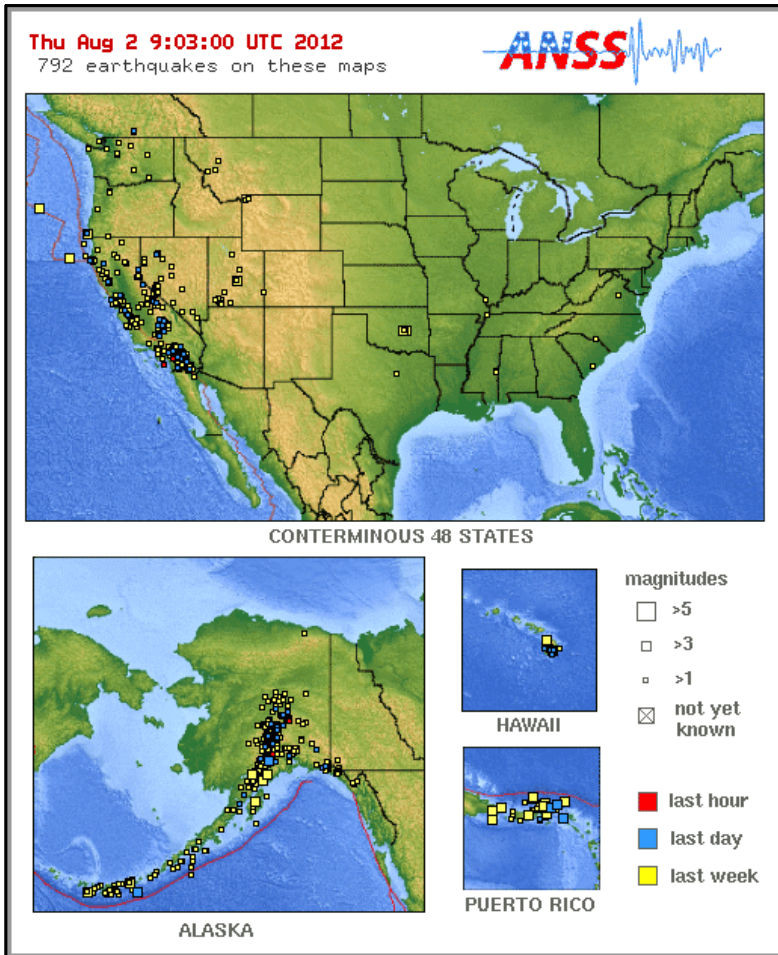 Thu Aug 2 9:03:00 UTC 2012
792 earthquakes on these maps
ANSS
CONTERMINOUS 48 STATES
magnitudes
>5
>3
>1
not yet
known
HAWAII
last hour
last day
last week
PUERTO RICO
ALASKA